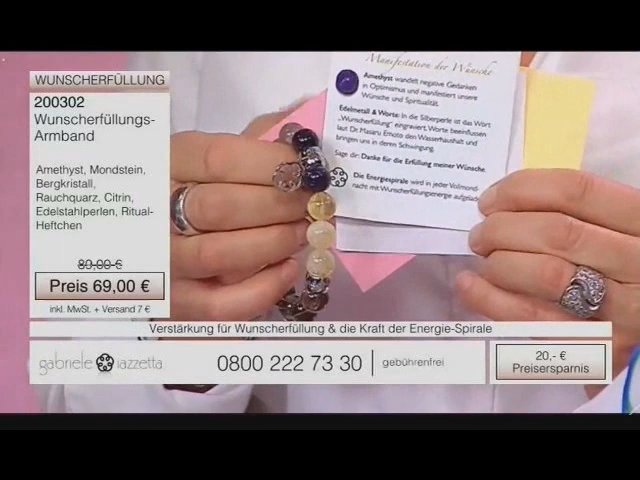 WUNSCHERFÜLLUNG
200302
Wunscherfüllungs-
Armband
Amethyst, Mondstein,
Bergkristall,
Rauchquarz, Citrin,
Edelstahlperlen, Ritual-
Heftchen
89,00 €
Preis 69,00 €
inkl. MwSt. + Versand 7 €
Manifestation der Wünsche
Amethyst wandelt negative Gedanken
in Optimismus und manifestiert unsere
Wünsche und Spiritualität.
Edelmetall & Worte: In die Silberperle ist das Wort
„Wunscherfüllung" eingraviert. Worte beeinflussen
laut Dr. Masaru Emoto den Wasserhaushalt und
bringen uns in deren Schwingung.
Sage dir: Danke für die Erfüllung meiner Wünsche.
Die Energiespirale wird in jeder Vollmond-
nacht mit Wunscherfüllungsenergie aufgelad
Verstärkung für Wunscherfüllung & die Kraft der Energie-Spirale
gabriele iazzetta
0800 222 73 30
gebührenfrei
20,- €
Preisersparnis